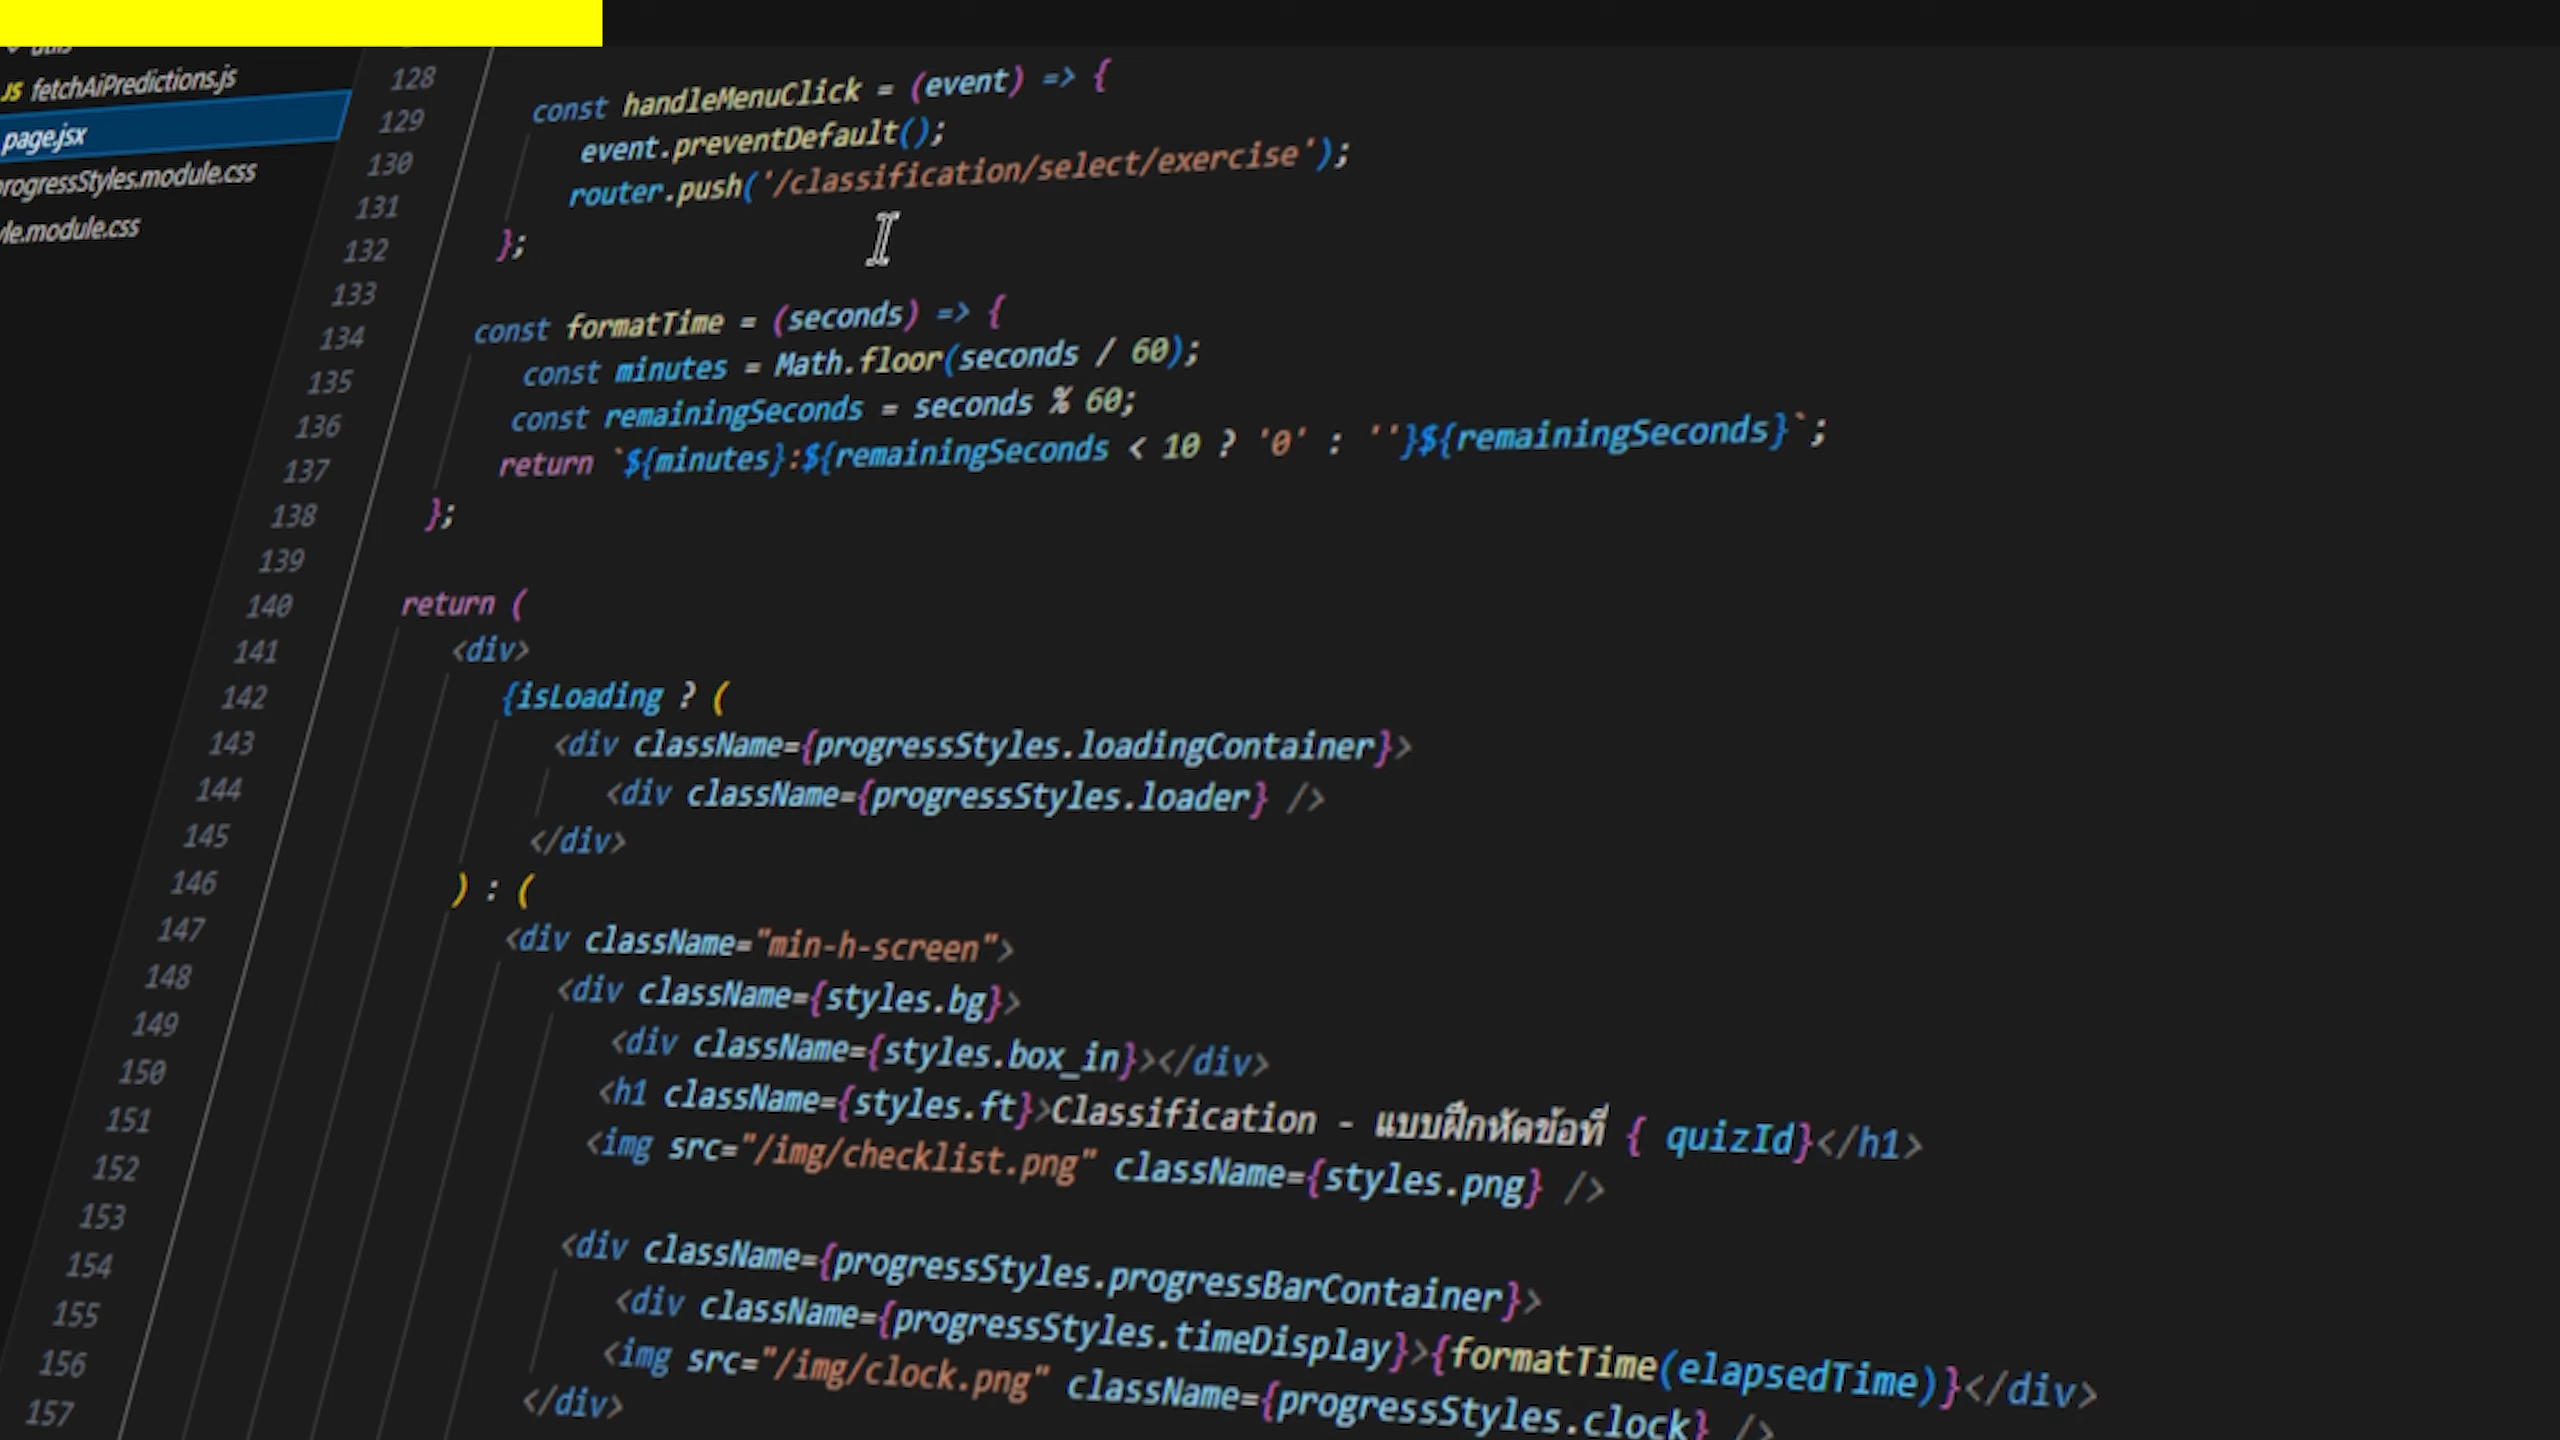 JS fetchAiPredictions.js
page.jsx
rogressStyles.module.css
yle.module.css
128
129 const handleMenuClick = (event) => {
130 event.preventDefault();
131 router.push('/classification/select/exercise');
132 };
133
134 const formatTime = (seconds) => {
135 const minutes = Math.floor(seconds / 60);
136 const remainingSeconds = seconds % 60;
137 return `${minutes}:${remainingSeconds < 10 ? '0' : ''}${remainingSeconds}`;
138 };
139
140 return (
141 <div>
142 {isLoading ? (
143 <div className={progressStyles.loadingContainer}>
144 <div className={progressStyles.loader} />
145 </div>
146 ) : (
147 <div className="min-h-screen">
148 <div className={styles.bg}>
149 <div className={styles.box_in}></div>
150 <h1 className={styles.ft}>Classification - แบบฝึกหัดข้อที่ { quizId}</h1>
151 <img src="/img/checklist.png" className={styles.png} />
152
153 <div className={progressStyles.progressBarContainer}>
154 <div className={progressStyles.timeDisplay}>{formatTime(elapsedTime)}</div>
155 <img src="/img/clock.png" className={progressStyles.clock} />
156 </div>
157